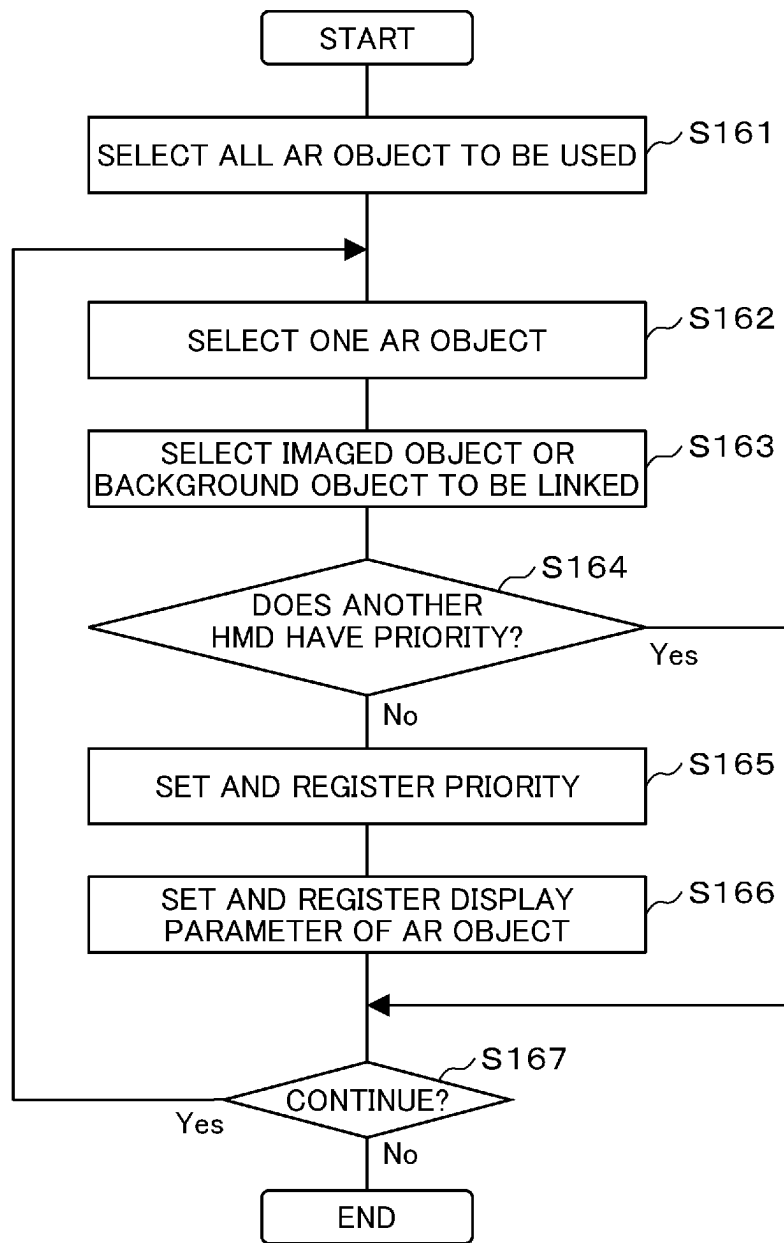 START
S161
SELECT ALL AR OBJECT TO BE USED
S162
SELECT ONE AR OBJECT
S163
SELECT IMAGED OBJECT OR
BACKGROUND OBJECT TO BE LINKED
S164
DOES ANOTHER
HMD HAVE PRIORITY?
Yes
No
S165
SET AND REGISTER PRIORITY
S166
SET AND REGISTER DISPLAY
PARAMETER OF AR OBJECT
S167
CONTINUE?
Yes
No
END